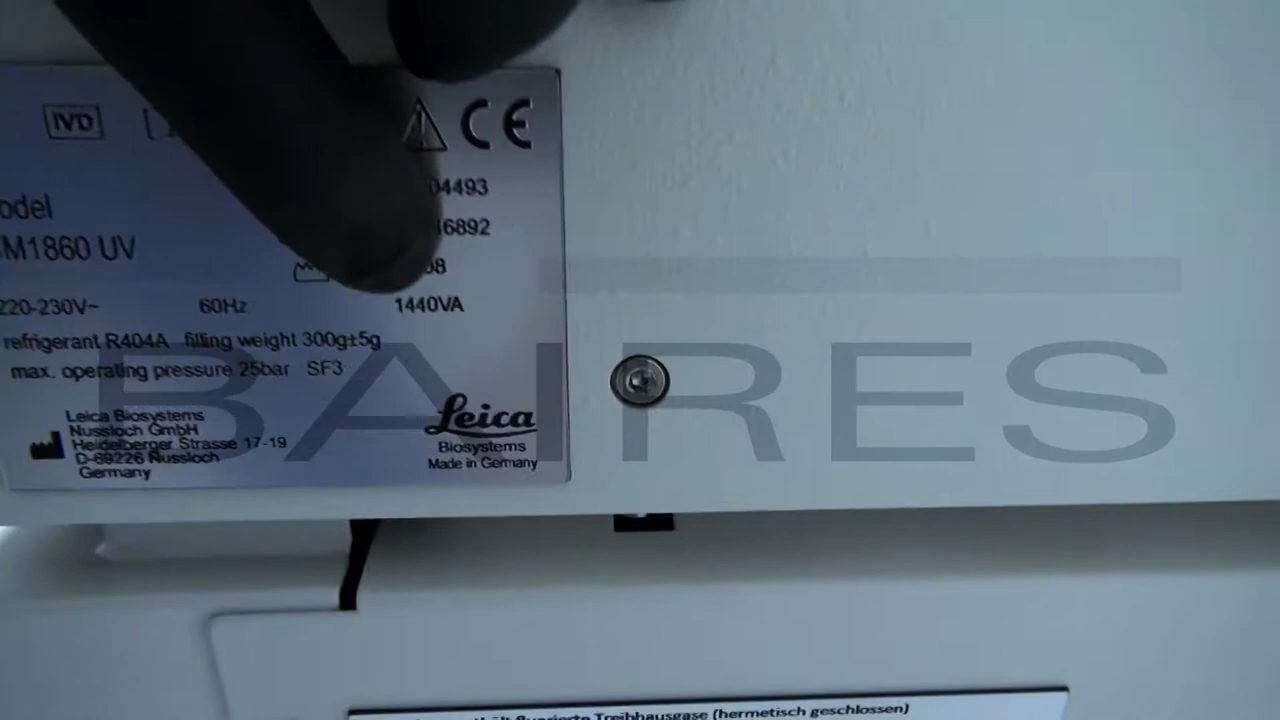 IVD
CE
04493
odel
46892
M1860 UV
220-230V~ 60Hz 1440VA
refrigerant R404A filling weight 300g±5g
max. operating pressure 25bar SF3
Leica Biosystems
Nussloch GmbH
Heidelberger Strasse 17-19
D-69226 Nussloch
Germany
Leica
Biosystems
Made in Germany
BAIRES
fluorierte Treibhausgase (hermetisch geschlossen)